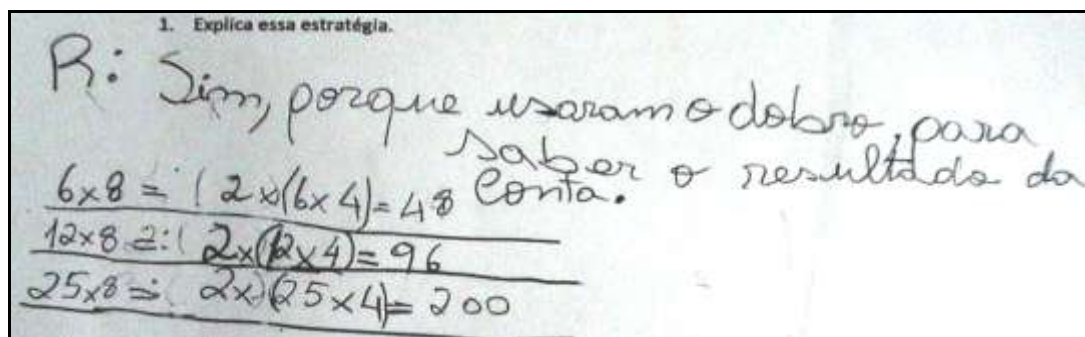 1. Explica essa estratégia.
R: Sim, porque usaram o dobro, para
saber o resultado da
conta.
6x8 = (2x(6x4)=48
12x8 = (2x(12x4)=96
25x8 = (2x)(25x4)=200